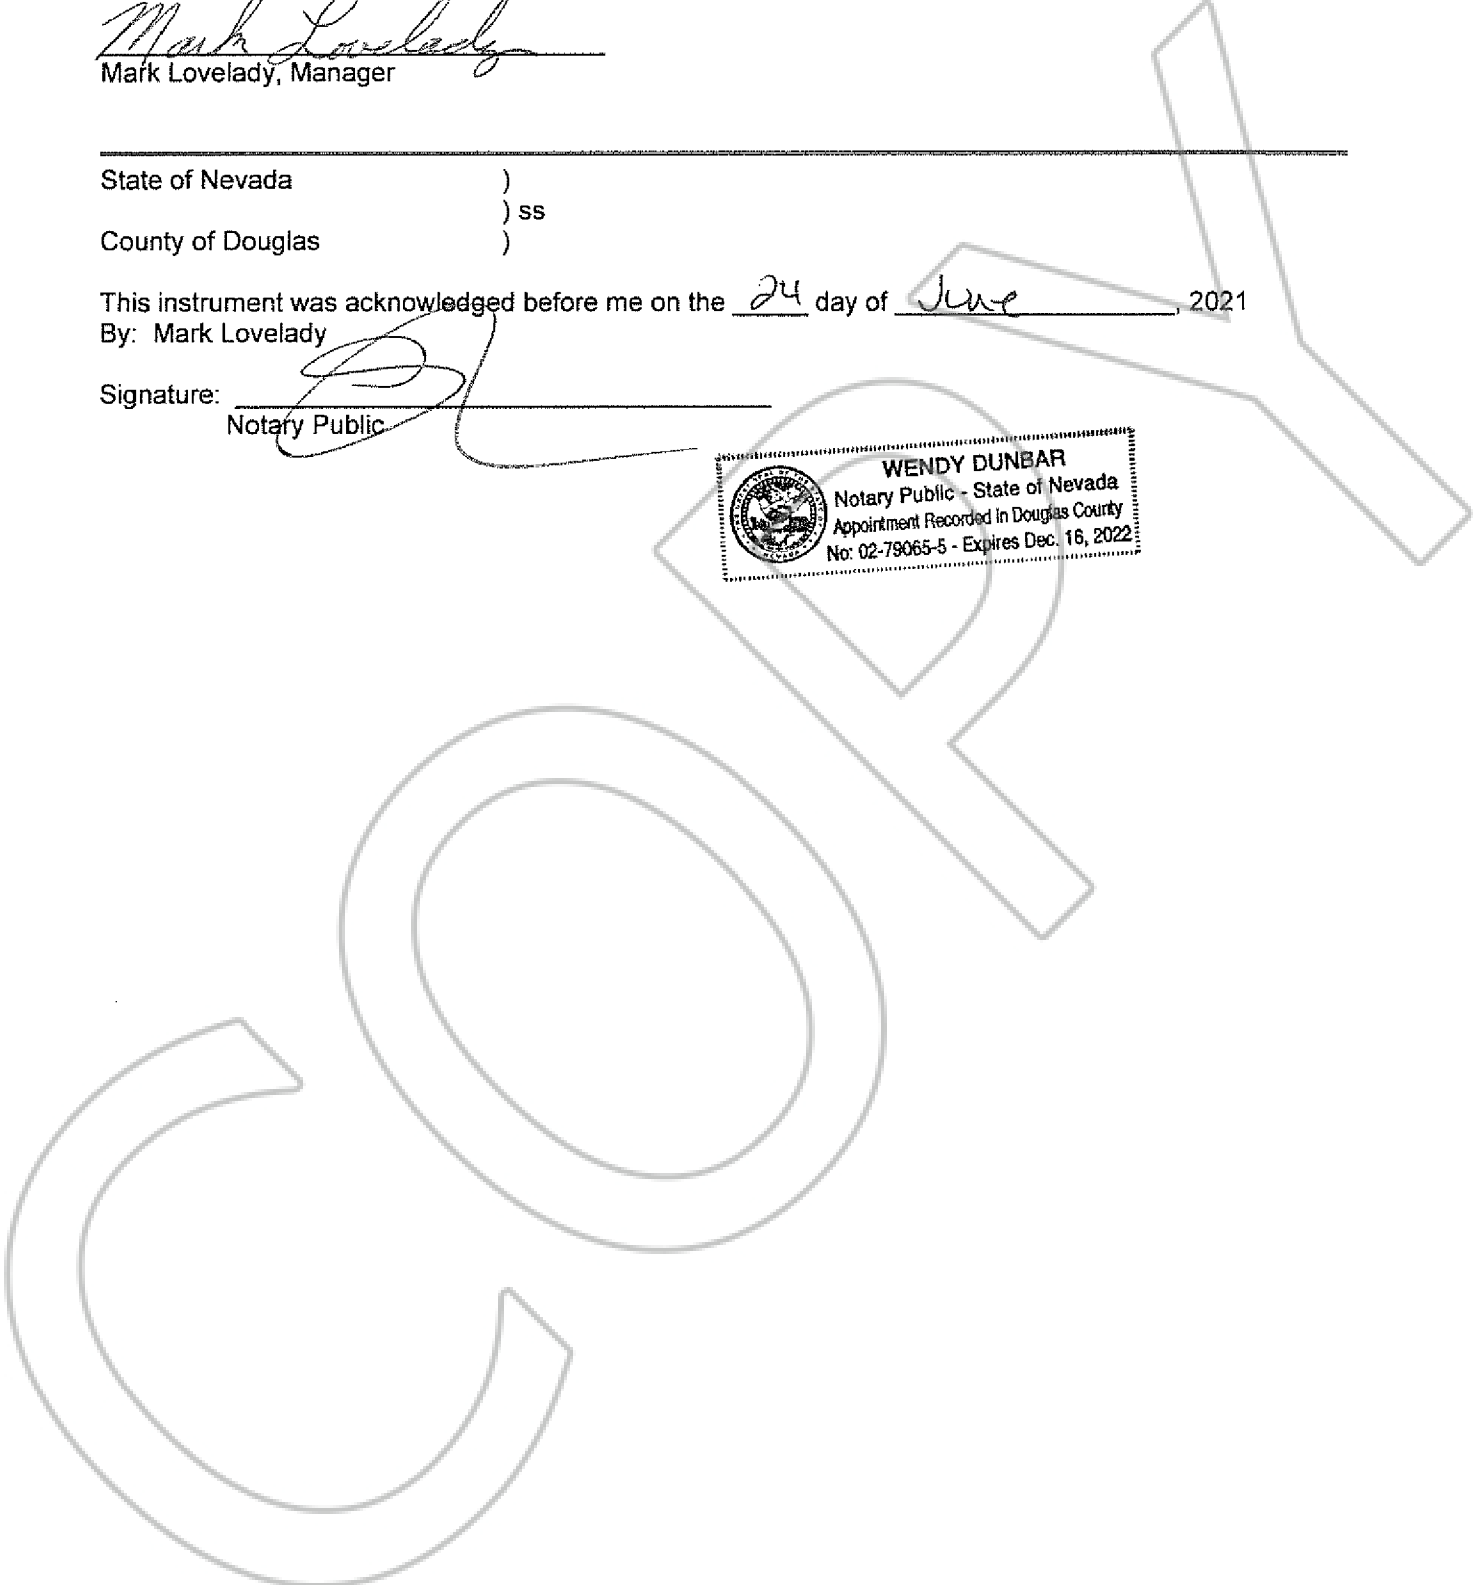 Mark Lovelady
Mark Lovelady, Manager
State of Nevada )
) ss
County of Douglas )
This instrument was acknowledged before me on the 24 day of June, 2021
By: Mark Lovelady
Signature:
Notary Public
WENDY DUNBAR
Notary Public - State of Nevada
Appointment Recorded in Douglas County
No: 02-79065-5 - Expires Dec. 16, 2022
COPY